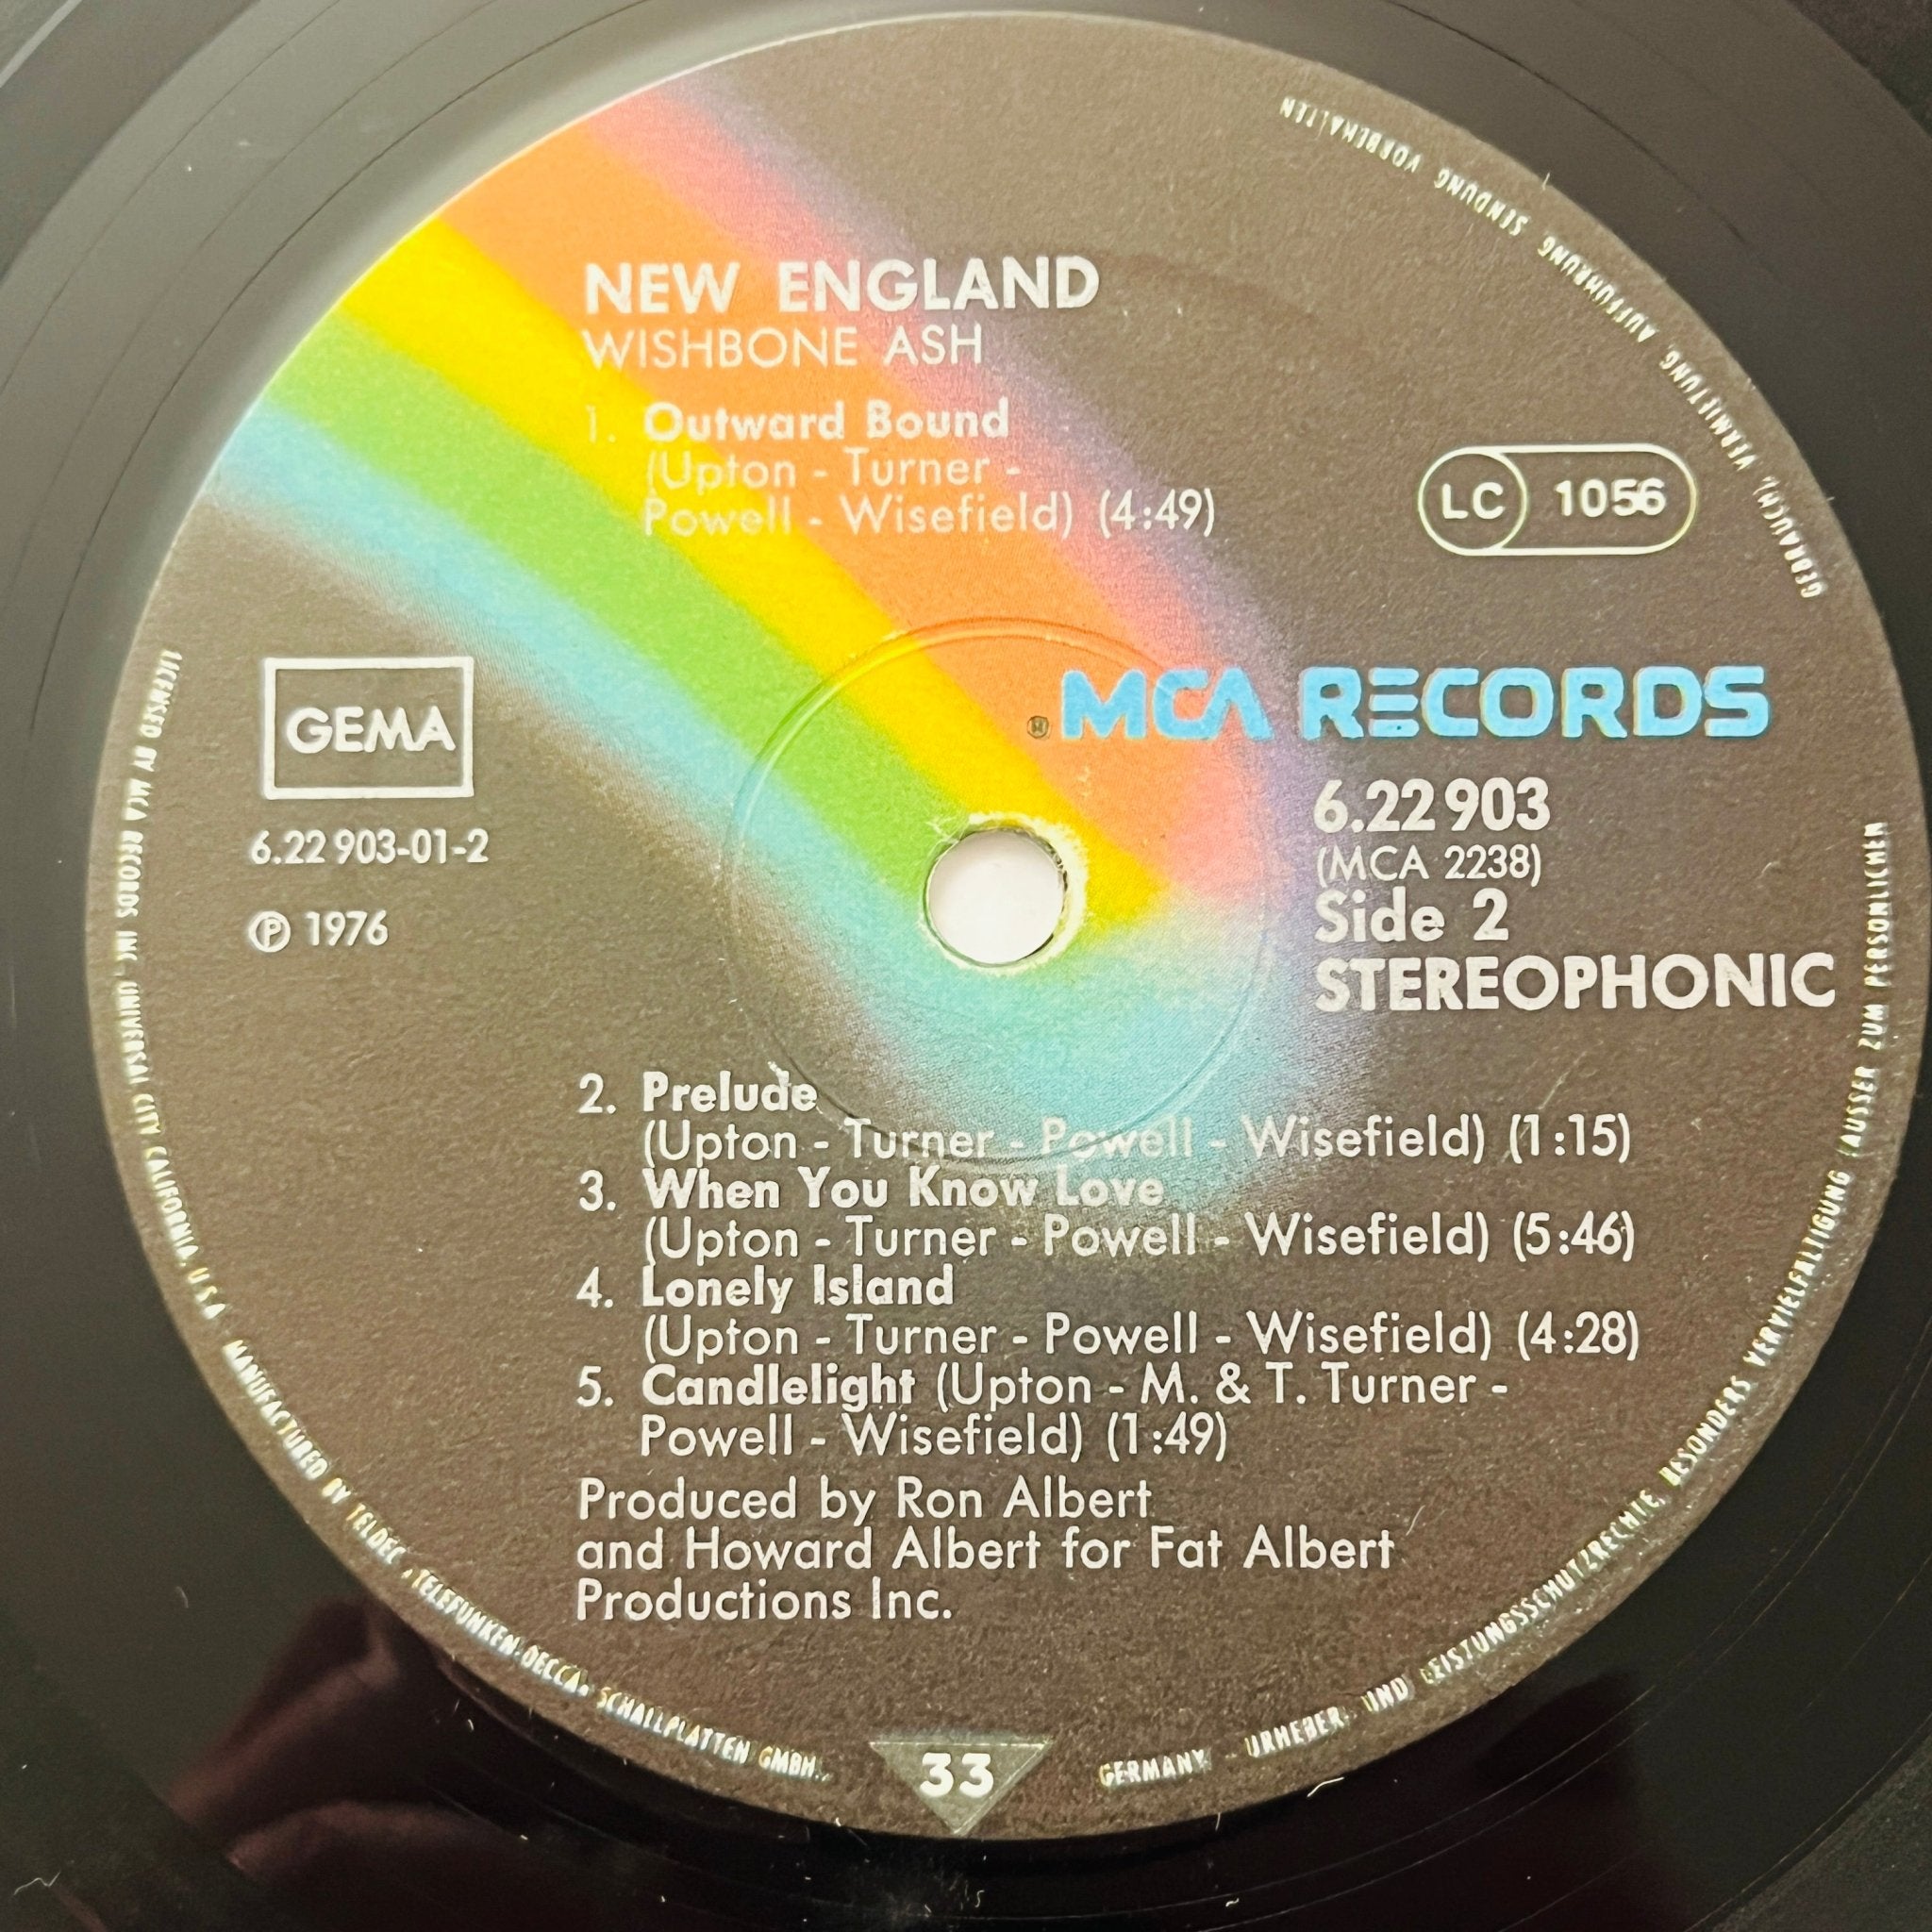 NEW ENGLAND
WISHBONE ASH
1. Outward Bound
(Upton - Turner -
Powell - Wisefield) (4:49)
LC 1056
GEMA
6.22 903-01-2
℗ 1976
® MCA RECORDS
6.22 903
(MCA 2238)
Side 2
STEREOPHONIC
2. Prelude
(Upton - Turner - Powell - Wisefield) (1:15)
3. When You Know Love
(Upton - Turner - Powell - Wisefield) (5:46)
4. Lonely Island
(Upton - Turner - Powell - Wisefield) (4:28)
5. Candlelight (Upton - M. & T. Turner -
Powell - Wisefield) (1:49)
Produced by Ron Albert
and Howard Albert for Fat Albert
Productions Inc.
33
LICENSED BY MCA RECORDS INC. UNIVERSAL CITY CALIFORNIA, U.S.A. MANUFACTURED BY TELDEC „TELEFUNKEN-DECCA“ SCHALLPLATTEN GMBH., GERMANY - URHEBER- UND LEISTUNGSSCHUTZRECHTE, BESONDERS VERVIELFÄLTIGUNG (AUSSER ZUM PERSÖNLICHEN GEBRAUCH), VERMIETUNG, AUFFÜHRUNG, SENDUNG VORBEHALTEN